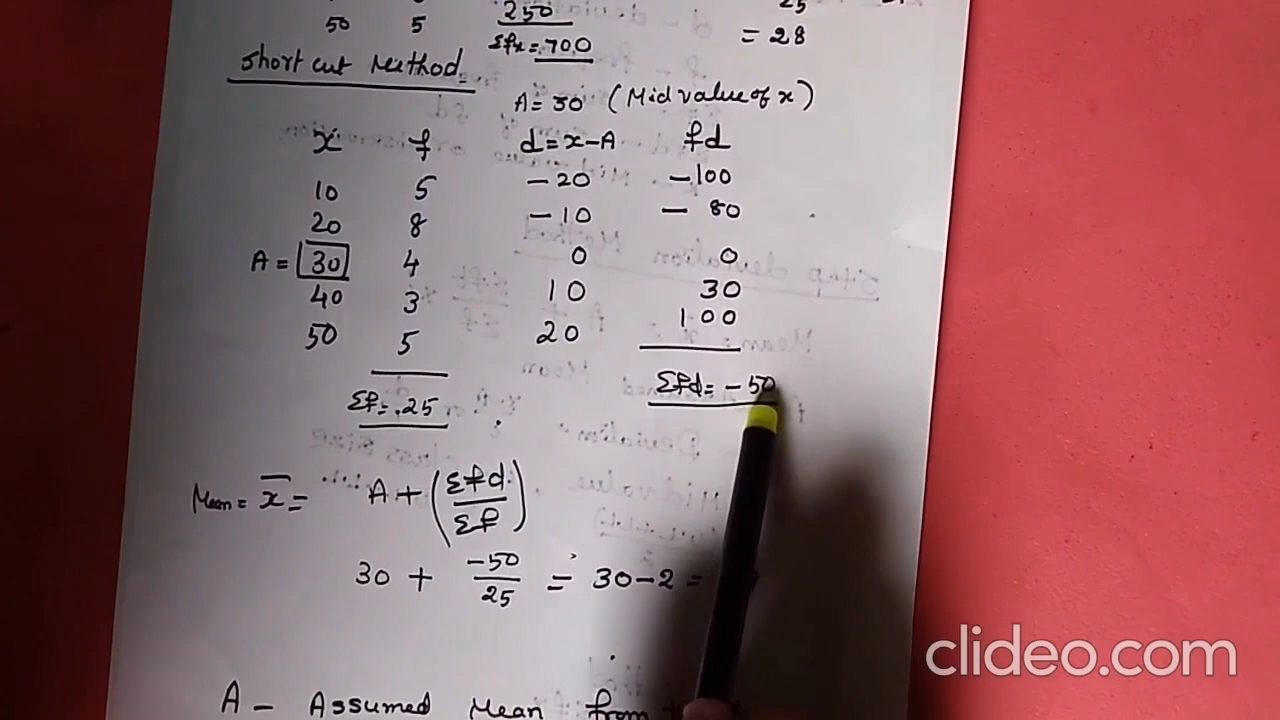 250 25
50 5 Σfx = 700 = 28
Short cut Method
A = 30 (Mid value of x)
x f d = x - A fd
10 5 -20 -100
20 8 -10 - 80
A = 30 4 0 0
40 3 10 30
50 5 20 100
Σf = 25 Σfd = -50
Mean = x̄ = A + (Σfd / Σf)
30 + -50/25 = 30 - 2 =
A - Assumed Mean from
clideo.com